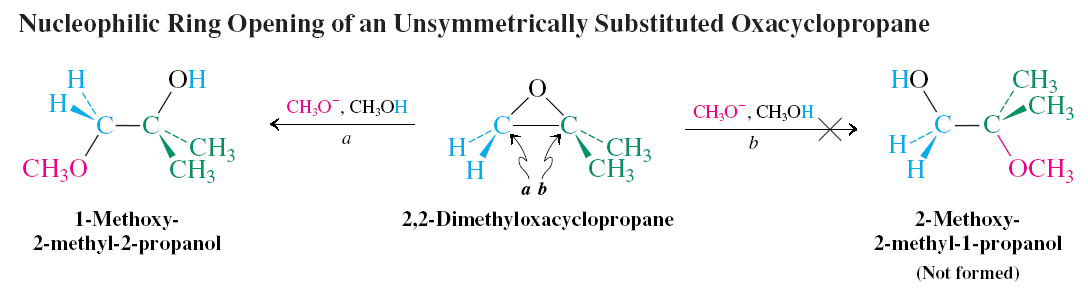 Nucleophilic Ring Opening of an Unsymmetrically Substituted Oxacyclopropane
H
H
OH
C—C
CH₃
CH₃
CH₃O
1-Methoxy-
2-methyl-2-propanol
CH₃O⁻, CH₃OH
a
O
C
C
H
H
CH₃
CH₃
a b
2,2-Dimethyloxacyclopropane
CH₃O⁻, CH₃OH
b
HO
CH₃
CH₃
C—C
H
H
OCH₃
2-Methoxy-
2-methyl-1-propanol
(Not formed)